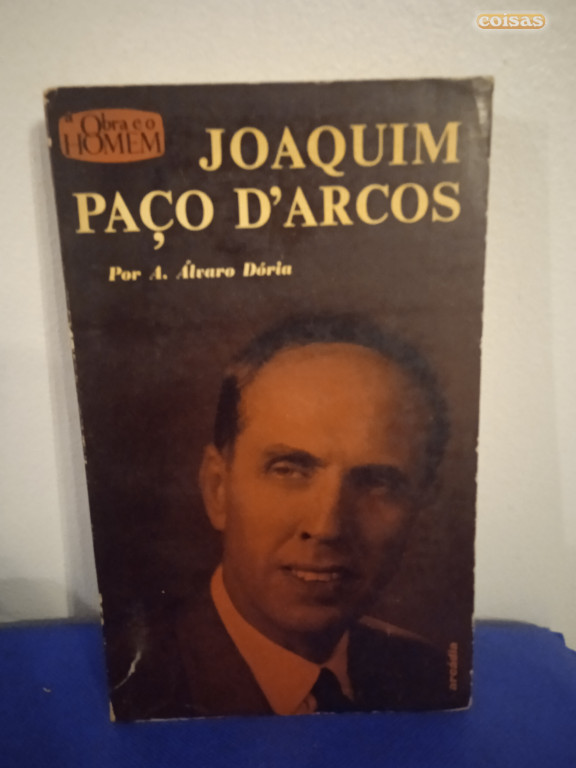 coisas
a Obra e o
HOMEM
JOAQUIM
PAÇO D'ARCOS
Por A. Álvaro Dória
arcádia